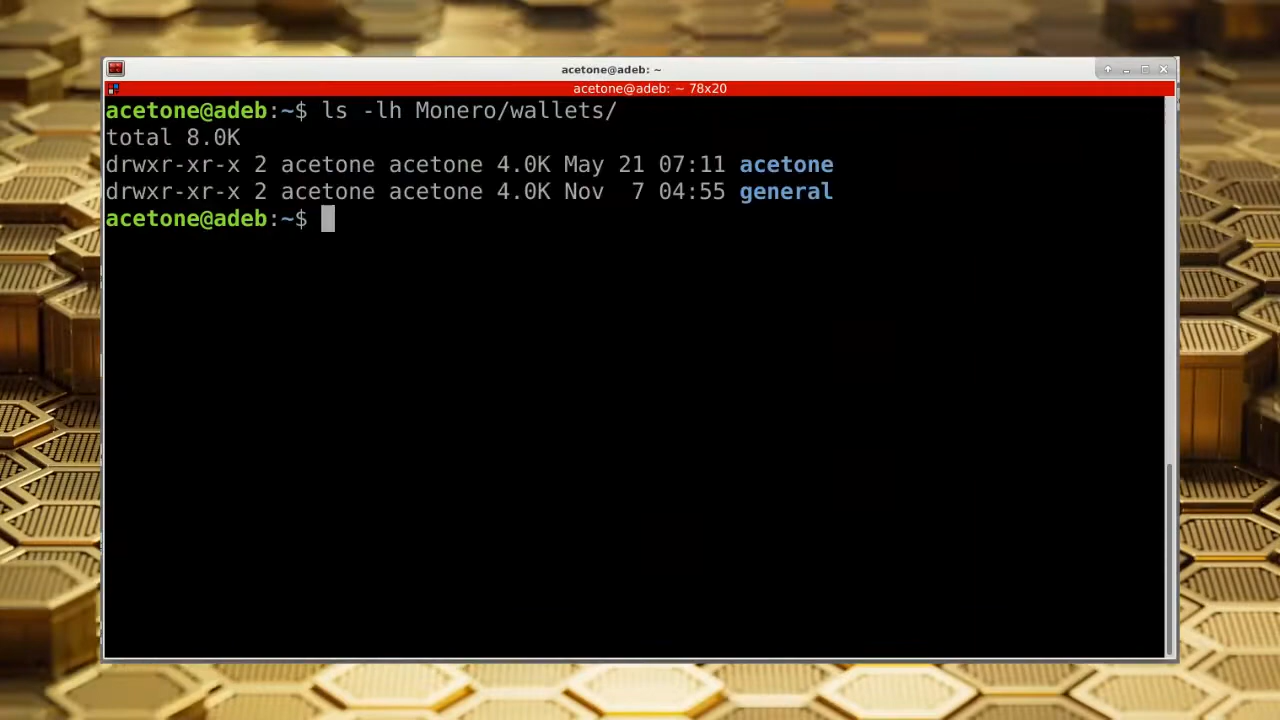 acetone@adeb: ~
acetone@adeb: ~ 78x20
acetone@adeb:~$ ls -lh Monero/wallets/
total 8.0K
drwxr-xr-x 2 acetone acetone 4.0K May 21 07:11 acetone
drwxr-xr-x 2 acetone acetone 4.0K Nov  7 04:55 general
acetone@adeb:~$